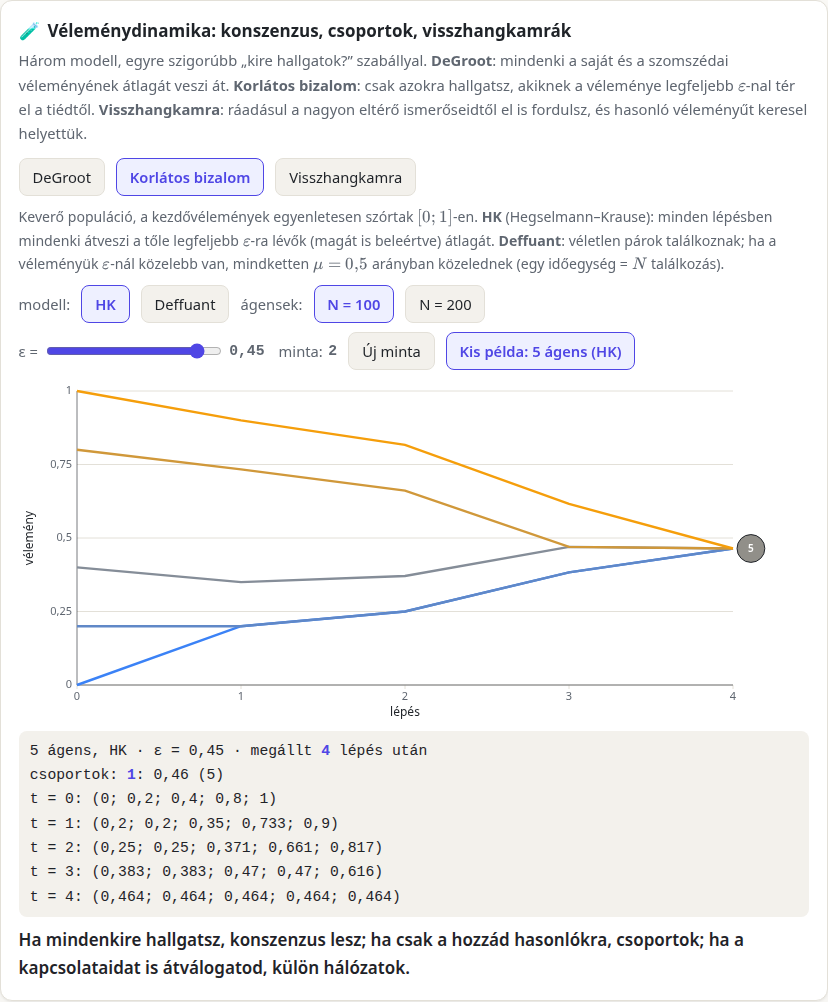 🧪 Véleménydinamika: konszenzus, csoportok, visszhangkamrák
Három modell, egyre szigorúbb „kire hallgatok?” szabállyal. DeGroot: mindenki a saját és a szomszédai
véleményének átlagát veszi át. Korlátos bizalom: csak azokra hallgatsz, akiknek a véleménye legfeljebb ε-nal tér
el a tiédtől. Visszhangkamra: ráadásul a nagyon eltérő ismerőseidtől el is fordulsz, és hasonló véleményűt keresel
helyettük.
DeGroot Korlátos bizalom Visszhangkamra
Keverő populáció, a kezdővélemények egyenletesen szórtak [0; 1]-en. HK (Hegselmann–Krause): minden lépésben
mindenki átveszi a tőle legfeljebb ε-ra lévők (magát is beleértve) átlagát. Deffuant: véletlen párok találkoznak; ha a
véleményük ε-nál közelebb van, mindketten μ = 0,5 arányban közelednek (egy időegység = N találkozás).
modell: HK Deffuant ágensek: N = 100 N = 200
ε = 0,45 minta: 2 Új minta Kis példa: 5 ágens (HK)
1
0,75
0,5
0,25
0
vélemény
5
0 1 2 3 4
lépés
5 ágens, HK · ε = 0,45 · megállt 4 lépés után
csoportok: 1: 0,46 (5)
t = 0: (0; 0,2; 0,4; 0,8; 1)
t = 1: (0,2; 0,2; 0,35; 0,733; 0,9)
t = 2: (0,25; 0,25; 0,371; 0,661; 0,817)
t = 3: (0,383; 0,383; 0,47; 0,47; 0,616)
t = 4: (0,464; 0,464; 0,464; 0,464; 0,464)
Ha mindenkire hallgatsz, konszenzus lesz; ha csak a hozzád hasonlókra, csoportok; ha a
kapcsolataidat is átválogatod, külön hálózatok.